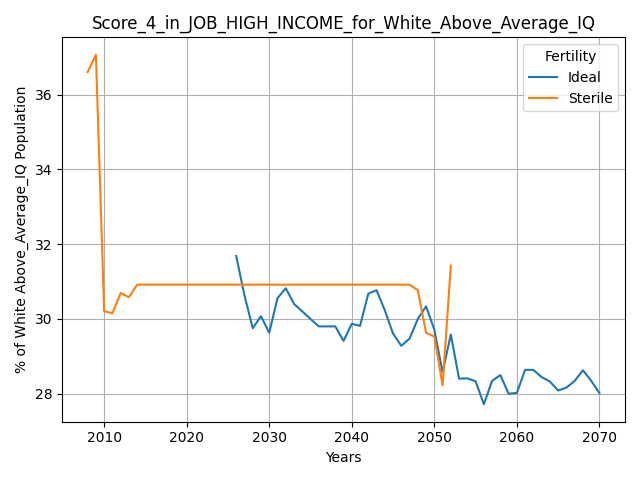 Score_4_in_JOB_HIGH_INCOME_for_White_Above_Average_IQ
Fertility
Ideal
Sterile
% of White Above_Average_IQ Population
36
34
32
30
28
2010
2020
2030
2040
2050
2060
2070
Years